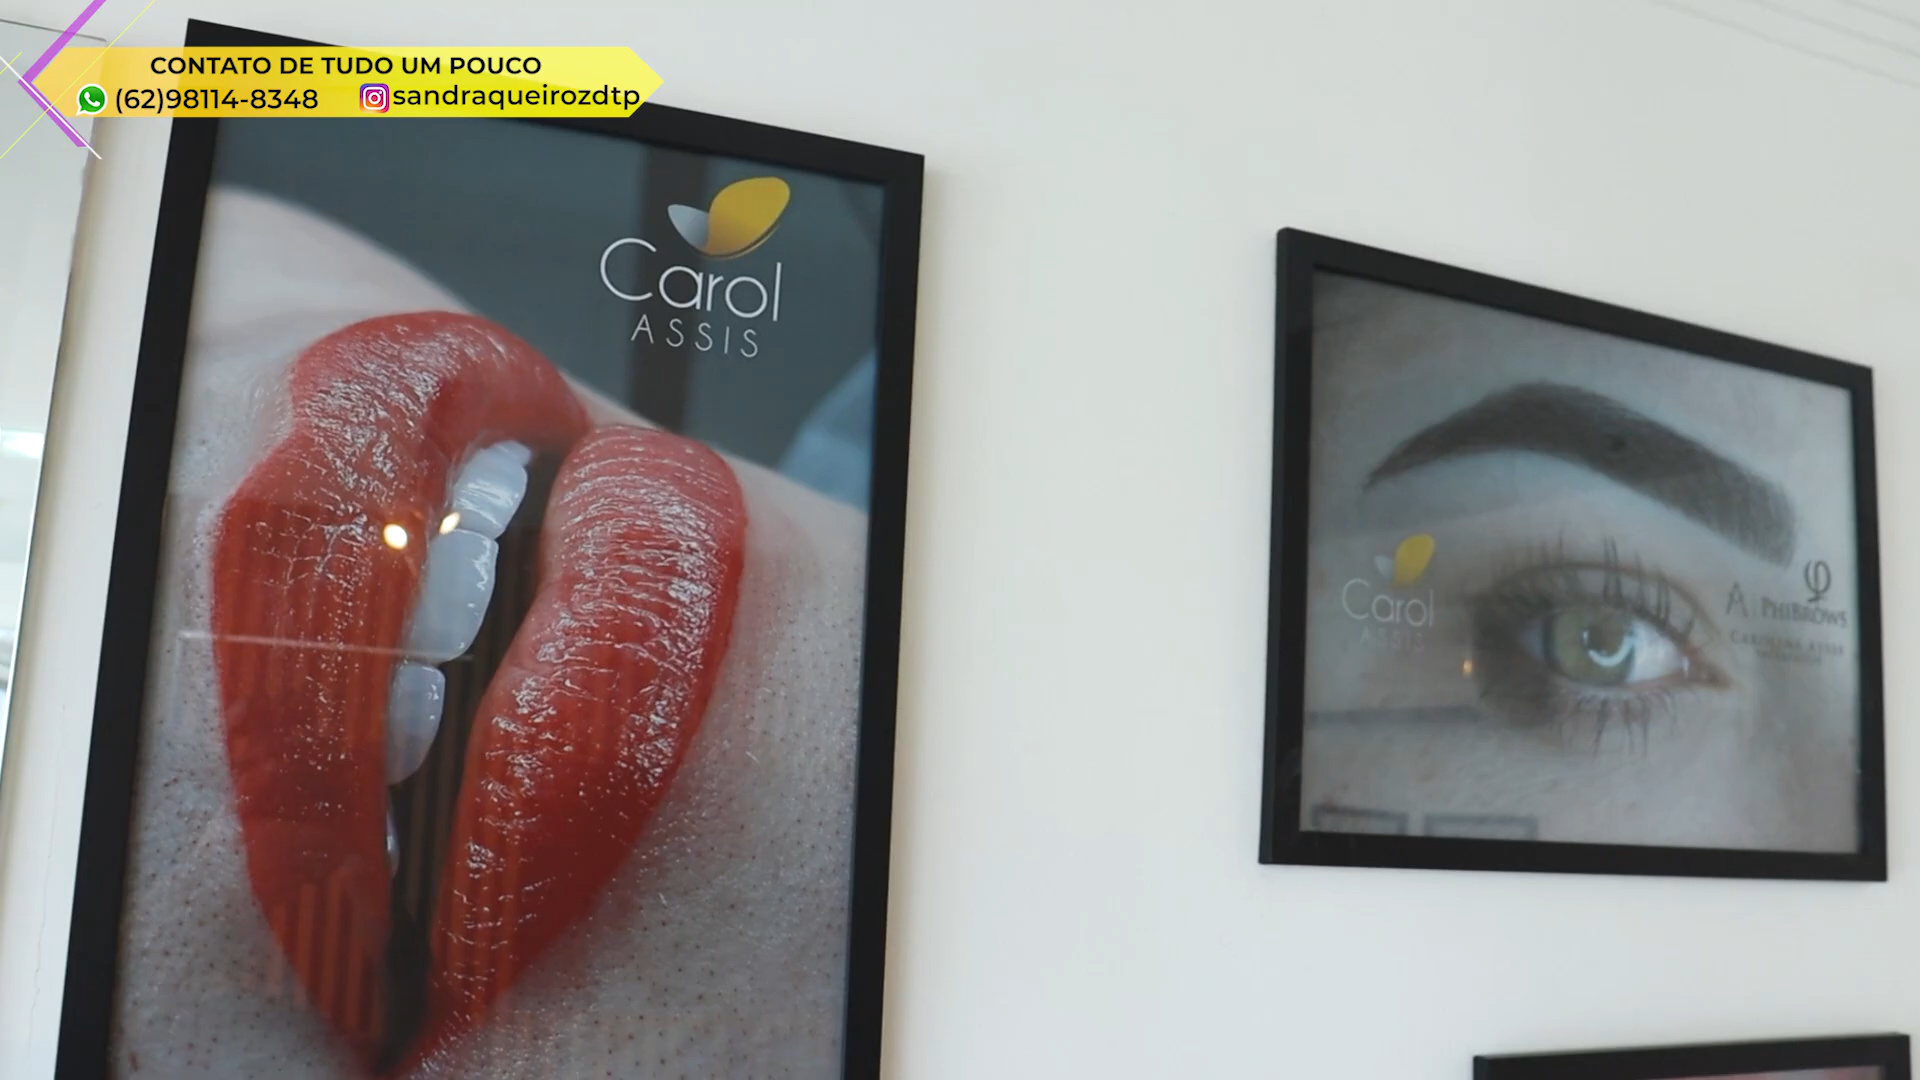 CONTATO DE TUDO UM POUCO
(62)98114-8348 sandraqueirozdtp
Carol
ASSIS
Carol
ASSIS
PHIBROWS